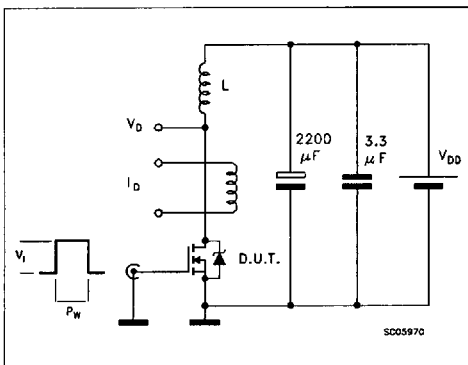 L
V_D
2200 μF
3.3 μF
V_DD
I_D
D.U.T.
V_i
P_W
SC05970